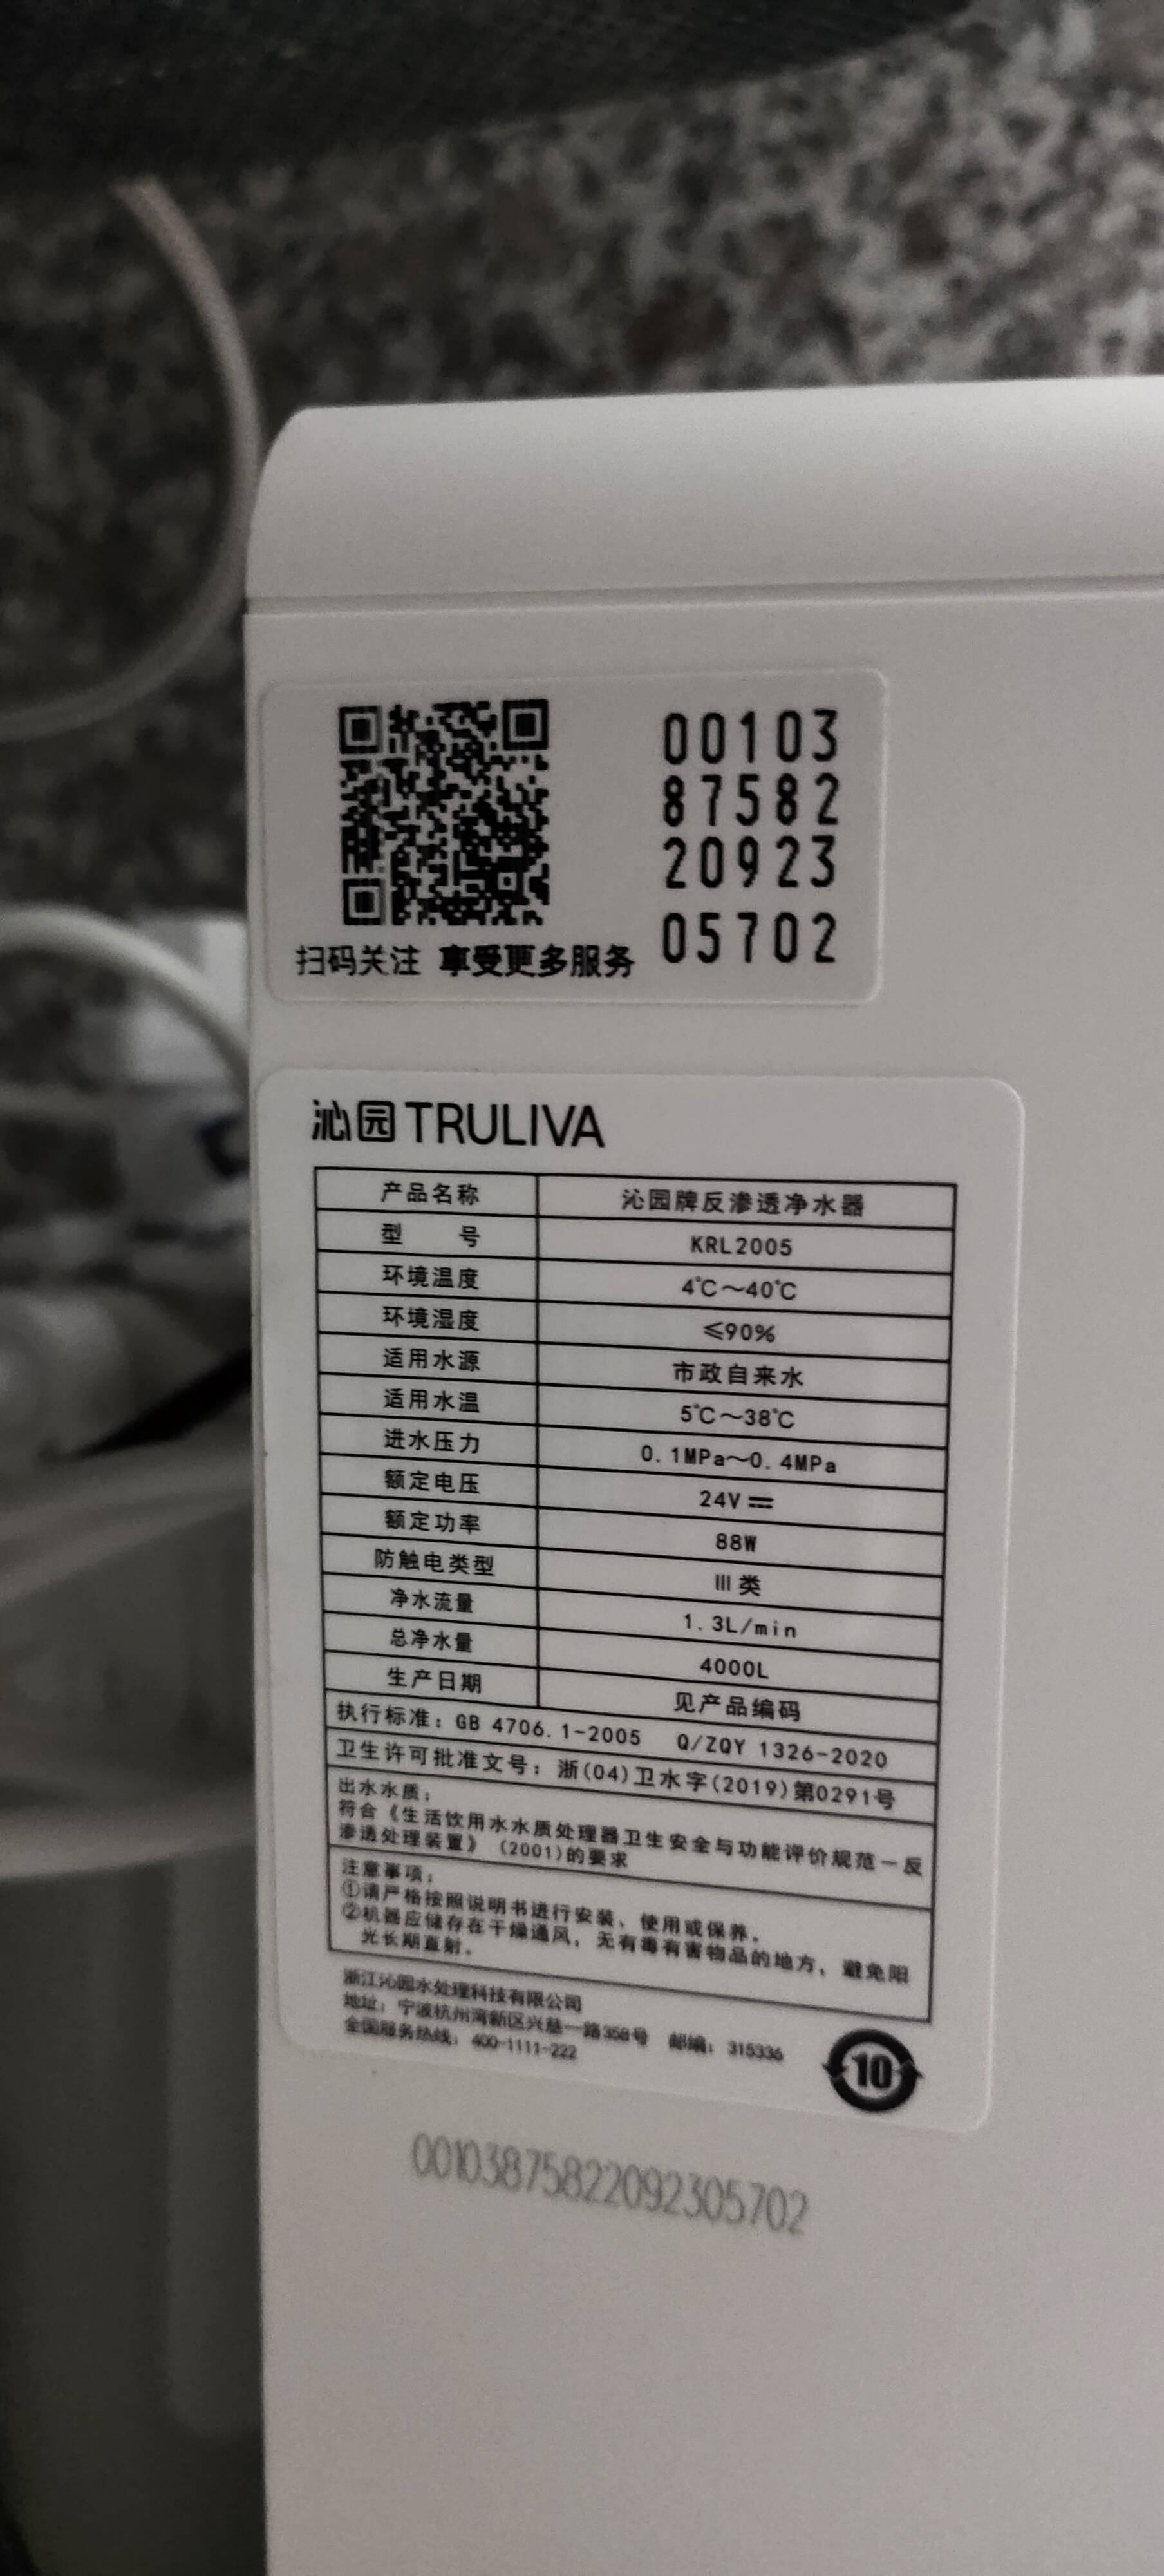 00103
87582
20923
05702
扫码关注 享受更多服务
沁园 TRULIVA
产品名称 沁园牌反渗透净水器
型 号 KRL2005
环境温度 4℃～40℃
环境湿度 ≤90%
适用水源 市政自来水
适用水温 5℃～38℃
进水压力 0.1MPa～0.4MPa
额定电压 24V⎓
额定功率 88W
防触电类型 III类
净水流量 1.3L/min
总净水量 4000L
生产日期 见产品编码
执行标准：GB 4706.1-2005 Q/ZQY 1326-2020
卫生许可批准文号：浙(04)卫水字(2019)第0291号
出水水质：
符合《生活饮用水水质处理器卫生安全与功能评价规范－反
渗透处理装置》（2001)的要求
注意事项：
①请严格按照说明书进行安装、使用或保养。
②机器应储存在干燥通风，无有毒有害物品的地方，避免阳
光长期直射。
浙江沁园水处理科技有限公司
地址：宁波杭州湾新区兴慈一路358号 邮编：315336
全国服务热线：400-1111-222
10
00103875822092305702